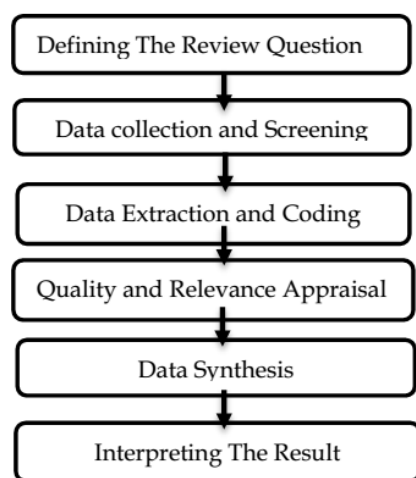 Defining The Review Question
Data collection and Screening
Data Extraction and Coding
Quality and Relevance Appraisal
Data Synthesis
Interpreting The Result